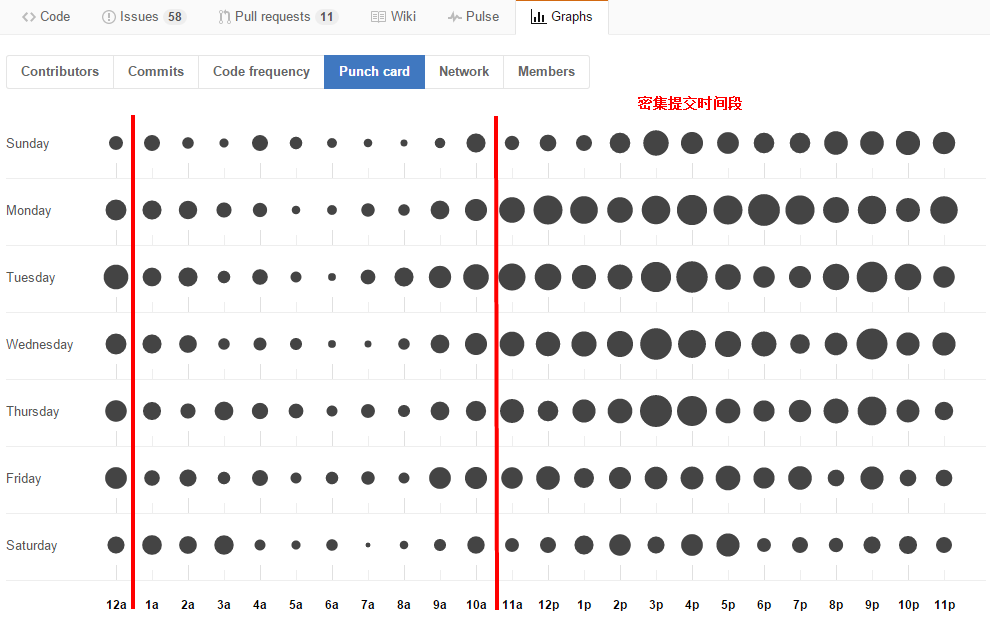 Code Issues 58 Pull requests 11 Wiki Pulse Graphs
Contributors Commits Code frequency Punch card Network Members
密集提交时间段
Sunday
Monday
Tuesday
Wednesday
Thursday
Friday
Saturday
12a 1a 2a 3a 4a 5a 6a 7a 8a 9a 10a 11a 12p 1p 2p 3p 4p 5p 6p 7p 8p 9p 10p 11p